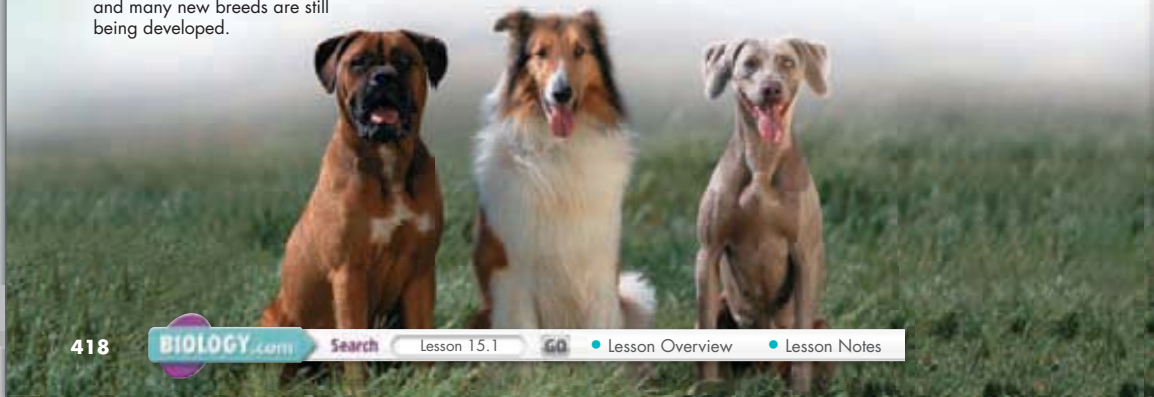 and many new breeds are still
being developed.
418 BIOLOGY.com Search Lesson 15.1 GO • Lesson Overview • Lesson Notes